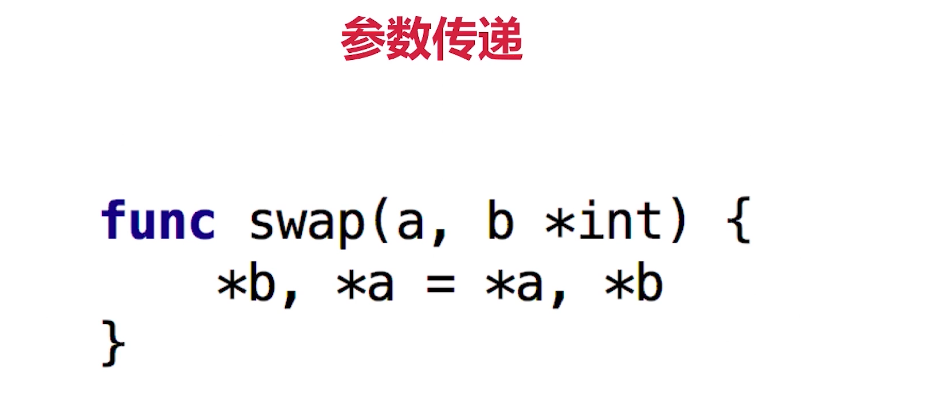 参数传递
func swap(a, b *int) {
    *b, *a = *a, *b
}